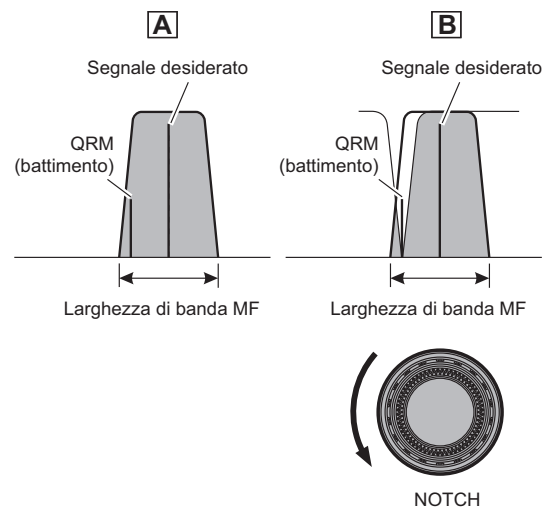 A
Segnale desiderato
QRM
(battimento)
Larghezza di banda MF
B
Segnale desiderato
QRM
(battimento)
Larghezza di banda MF
NOTCH